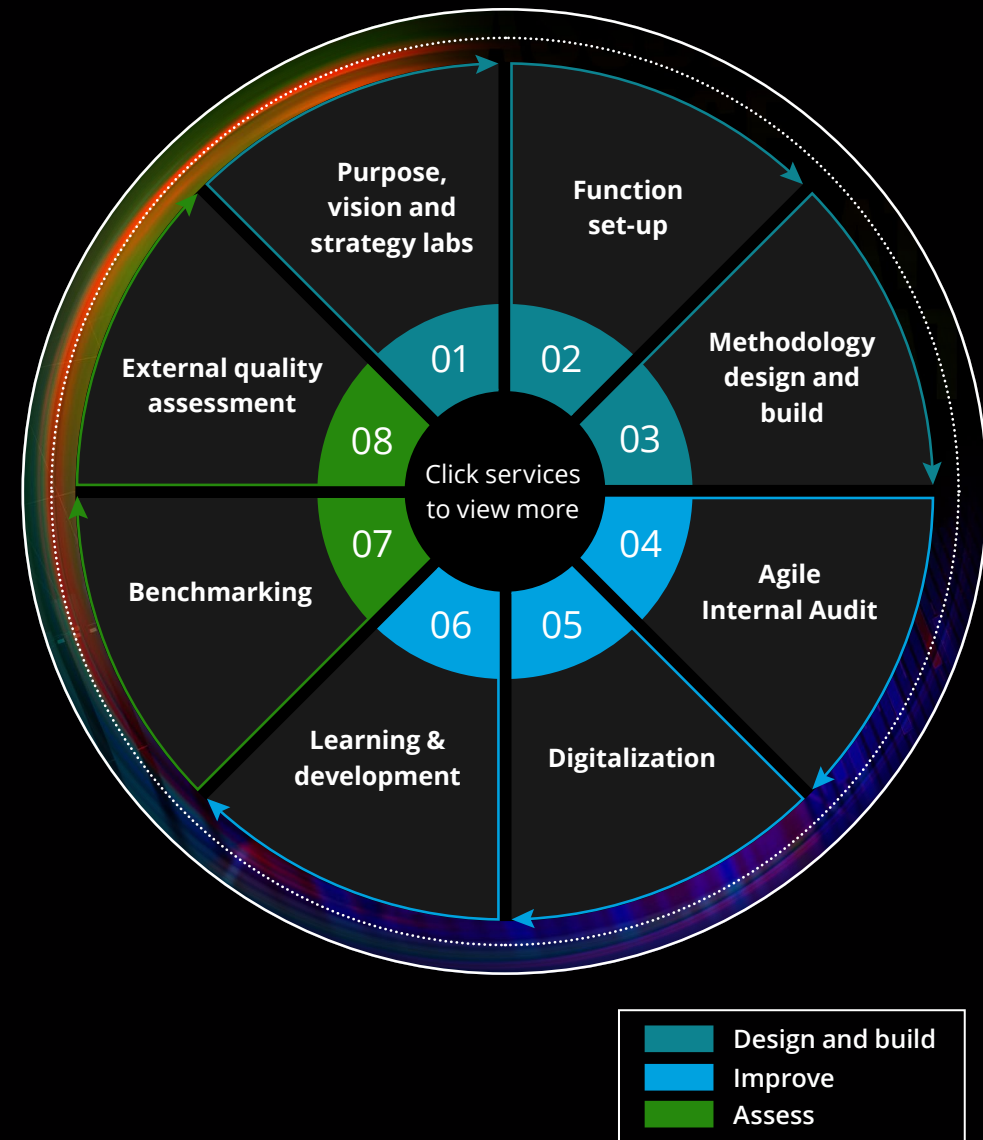 Purpose,
vision and
strategy labs
01
Function
set-up
02
Methodology
design and
build
03
Agile
Internal Audit
04
Digitalization
05
Learning &
development
06
Benchmarking
07
External quality
assessment
08
Click services
to view more
Design and build
Improve
Assess